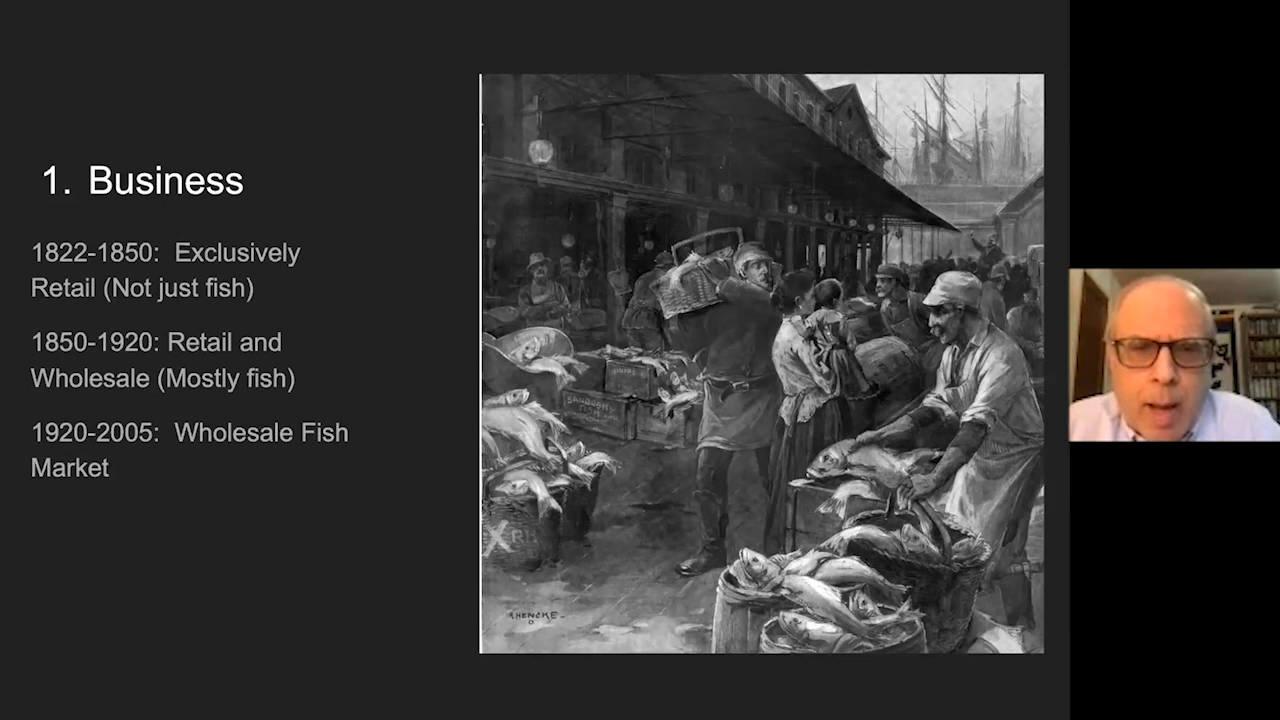 1. Business
1822-1850:  Exclusively
Retail (Not just fish)
1850-1920: Retail and
Wholesale (Mostly fish)
1920-2005:  Wholesale Fish
Market